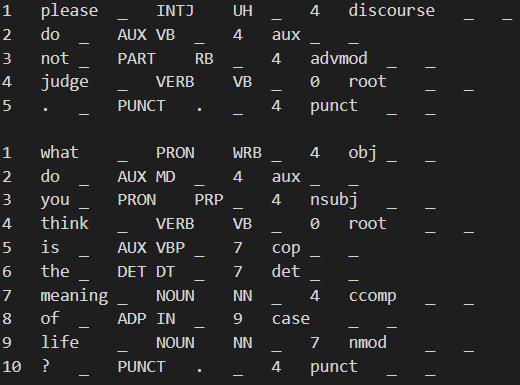 1 please _ INTJ UH _ 4 discourse _ _
2 do _ AUX VB _ 4 aux _ _
3 not _ PART RB _ 4 advmod _ _
4 judge _ VERB VB _ 0 root _ _
5 . _ PUNCT . _ 4 punct _ _

1 what _ PRON WRB _ 4 obj _ _
2 do _ AUX MD _ 4 aux _ _
3 you _ PRON PRP _ 4 nsubj _ _
4 think _ VERB VB _ 0 root _ _
5 is _ AUX VBP _ 7 cop _ _
6 the _ DET DT _ 7 det _ _
7 meaning _ NOUN NN _ 4 ccomp _ _
8 of _ ADP IN _ 9 case _ _
9 life _ NOUN NN _ 7 nmod _ _
10 ? _ PUNCT . _ 4 punct _ _